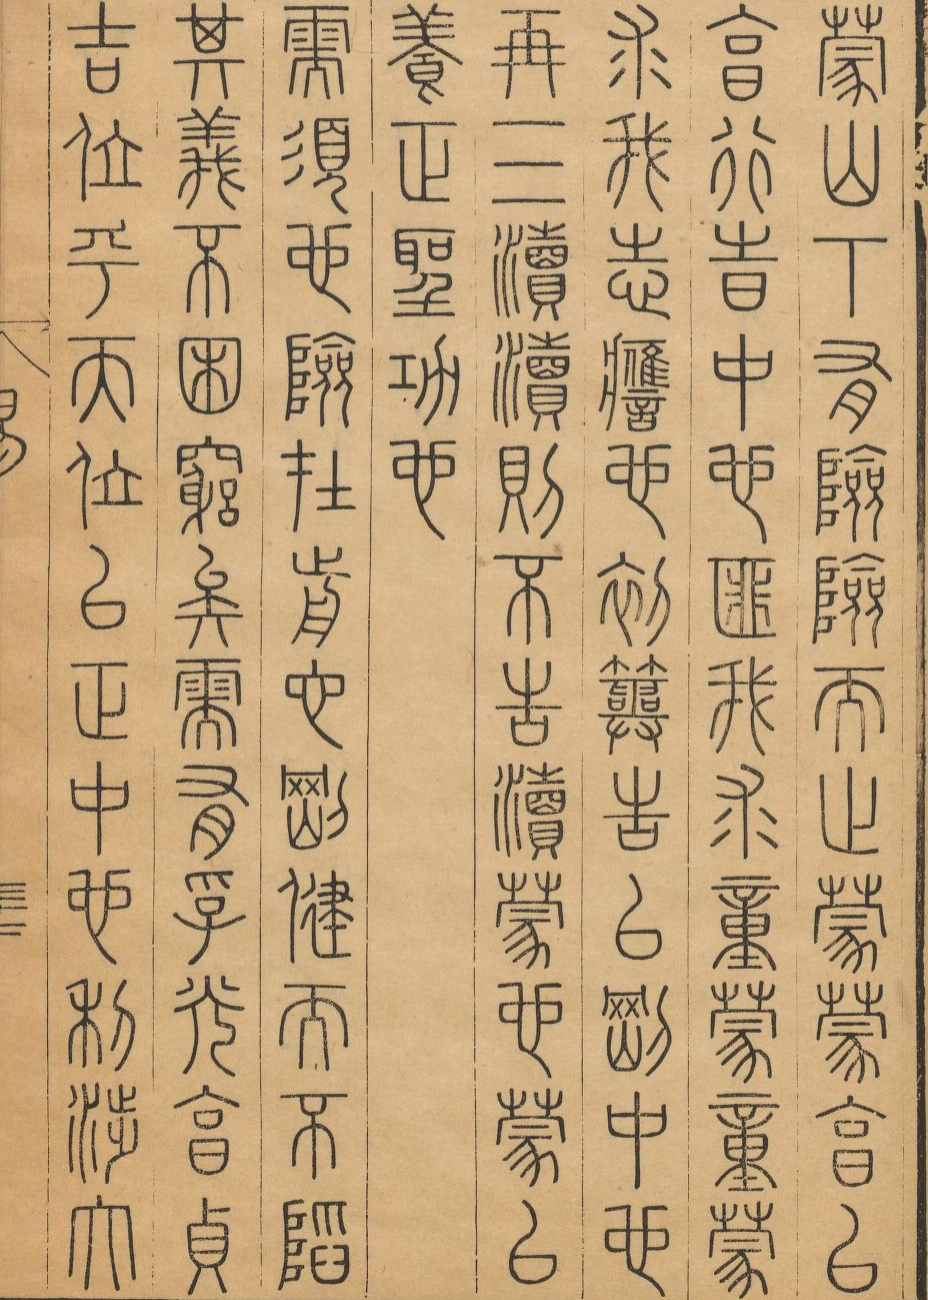 蒙山下有險險而止蒙蒙亨以
亨行時中也匪我求童蒙童蒙
求我志應也初筮告以剛中也
再三瀆瀆則不告瀆蒙也蒙以
養正聖功也
需須也險在前也剛健而不陷
其義不困窮矣需有孚光亨貞
吉位乎天位以正中也利涉大